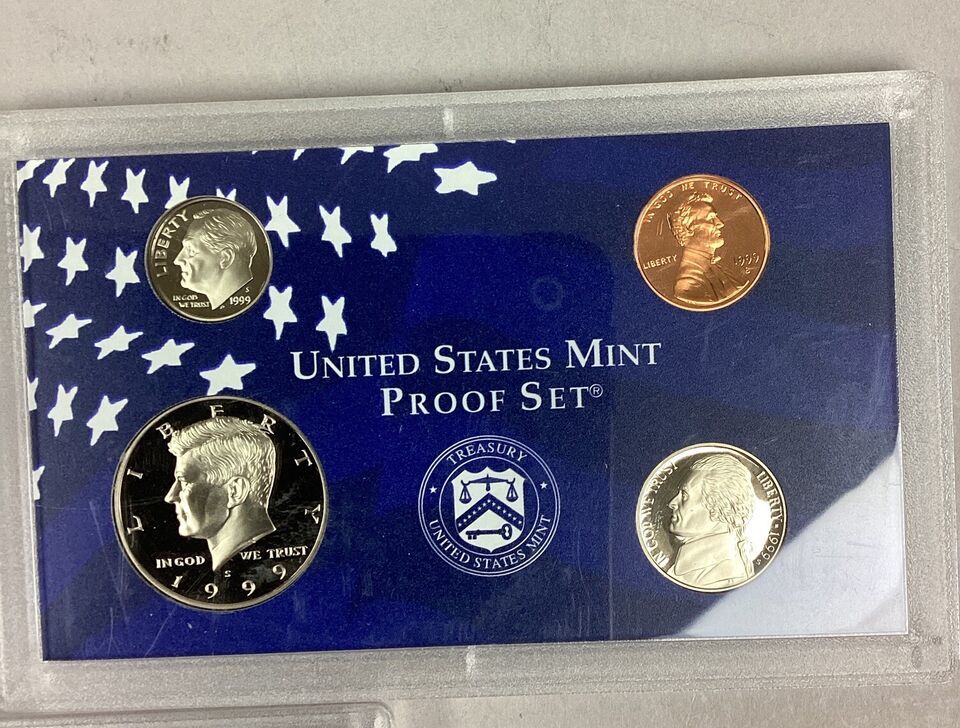 LIBERTY
IN GOD
WE TRUST
S
1999
IN GOD WE TRUST
LIBERTY
1999
S
UNITED STATES MINT
PROOF SET®
LIBERTY
IN GOD WE TRUST
S
1999
TREASURY
UNITED STATES MINT
IN GOD WE TRUST
LIBERTY • 1999
S